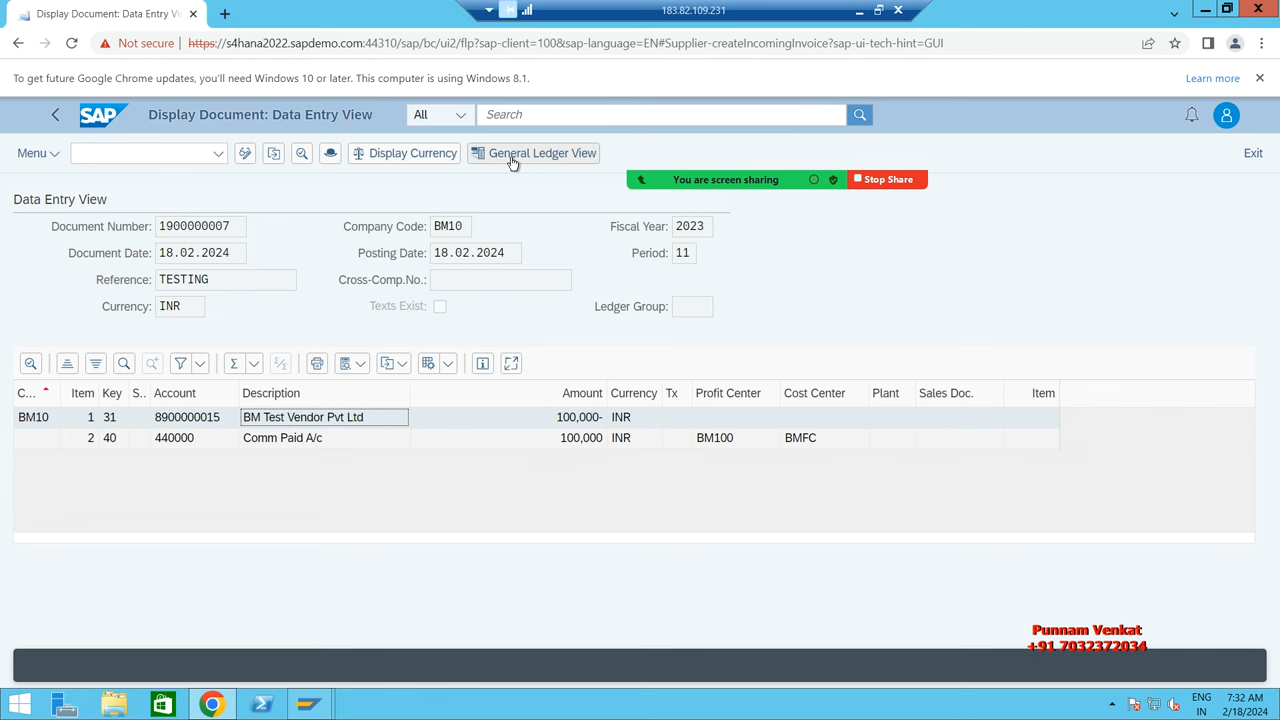 Display Document: Data Entry Vi
183.82.109.231
Not secure
https://s4hana2022.sapdemo.com:44310/sap/bc/ui2/flp?sap-client=100&sap-language=EN#Supplier-createIncomingInvoice?sap-ui-tech-hint=GUI
To get future Google Chrome updates, you'll need Windows 10 or later. This computer is using Windows 8.1.
Learn more
SAP
Display Document: Data Entry View
All
Search
Menu
Display Currency
General Ledger View
Exit
You are screen sharing
Stop Share
Data Entry View
Document Number: 1900000007 Company Code: BM10 Fiscal Year: 2023
Document Date: 18.02.2024 Posting Date: 18.02.2024 Period: 11
Reference: TESTING Cross-Comp.No.:
Currency: INR Texts Exist: Ledger Group:
C... Item Key S.. Account Description Amount Currency Tx Profit Center Cost Center Plant Sales Doc. Item
BM10 1 31 8900000015 BM Test Vendor Pvt Ltd 100,000- INR
2 40 440000 Comm Paid A/c 100,000 INR BM100 BMFC
Punnam Venkat
+91 7032372034
ENG 7:32 AM
IN 2/18/2024